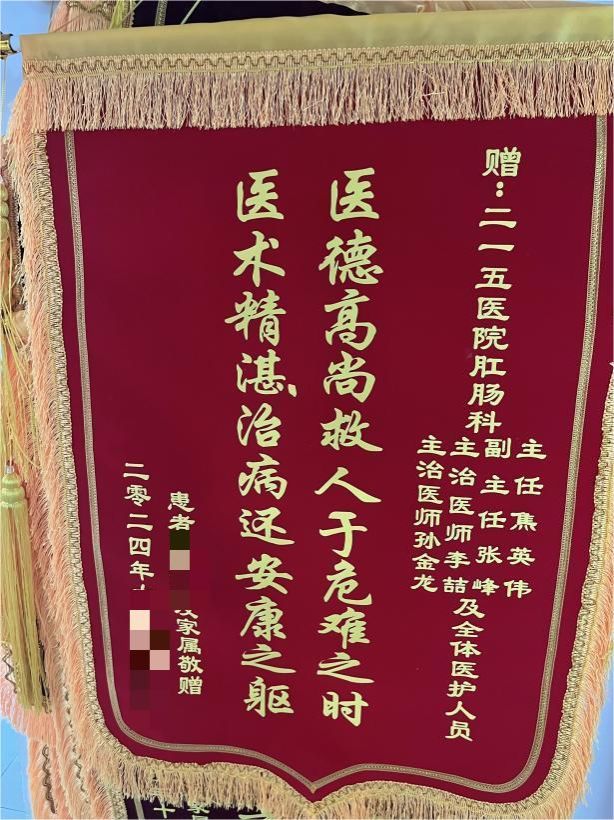 赠：二一五医院肛肠科
主任焦英伟
副主任张峰
主治医师李喆
主治医师孙金龙
及全体医护人员
医德高尚救人于危难之时
医术精湛治病还安康之躯
患者
及家属敬赠
二零二四年